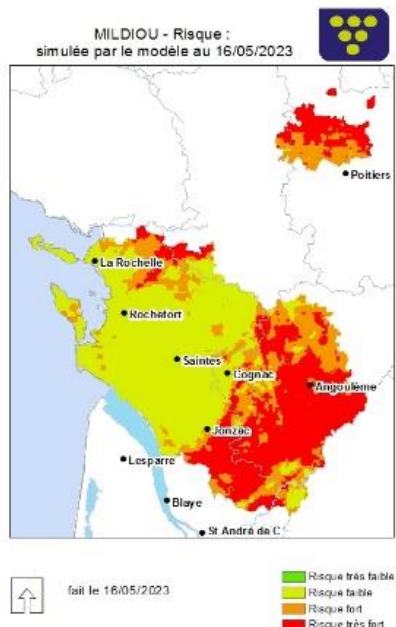 MILDIOU - Risque :
simulée par le modèle au 16/05/2023
Poitiers
La Rochelle
Rochefort
Saintes
Cognac
Angoulème
Jonzac
Lesparre
Blaye
St André de C
fait le 16/05/2023
Risque très faible
Risque faible
Risque fort
Risque très fort